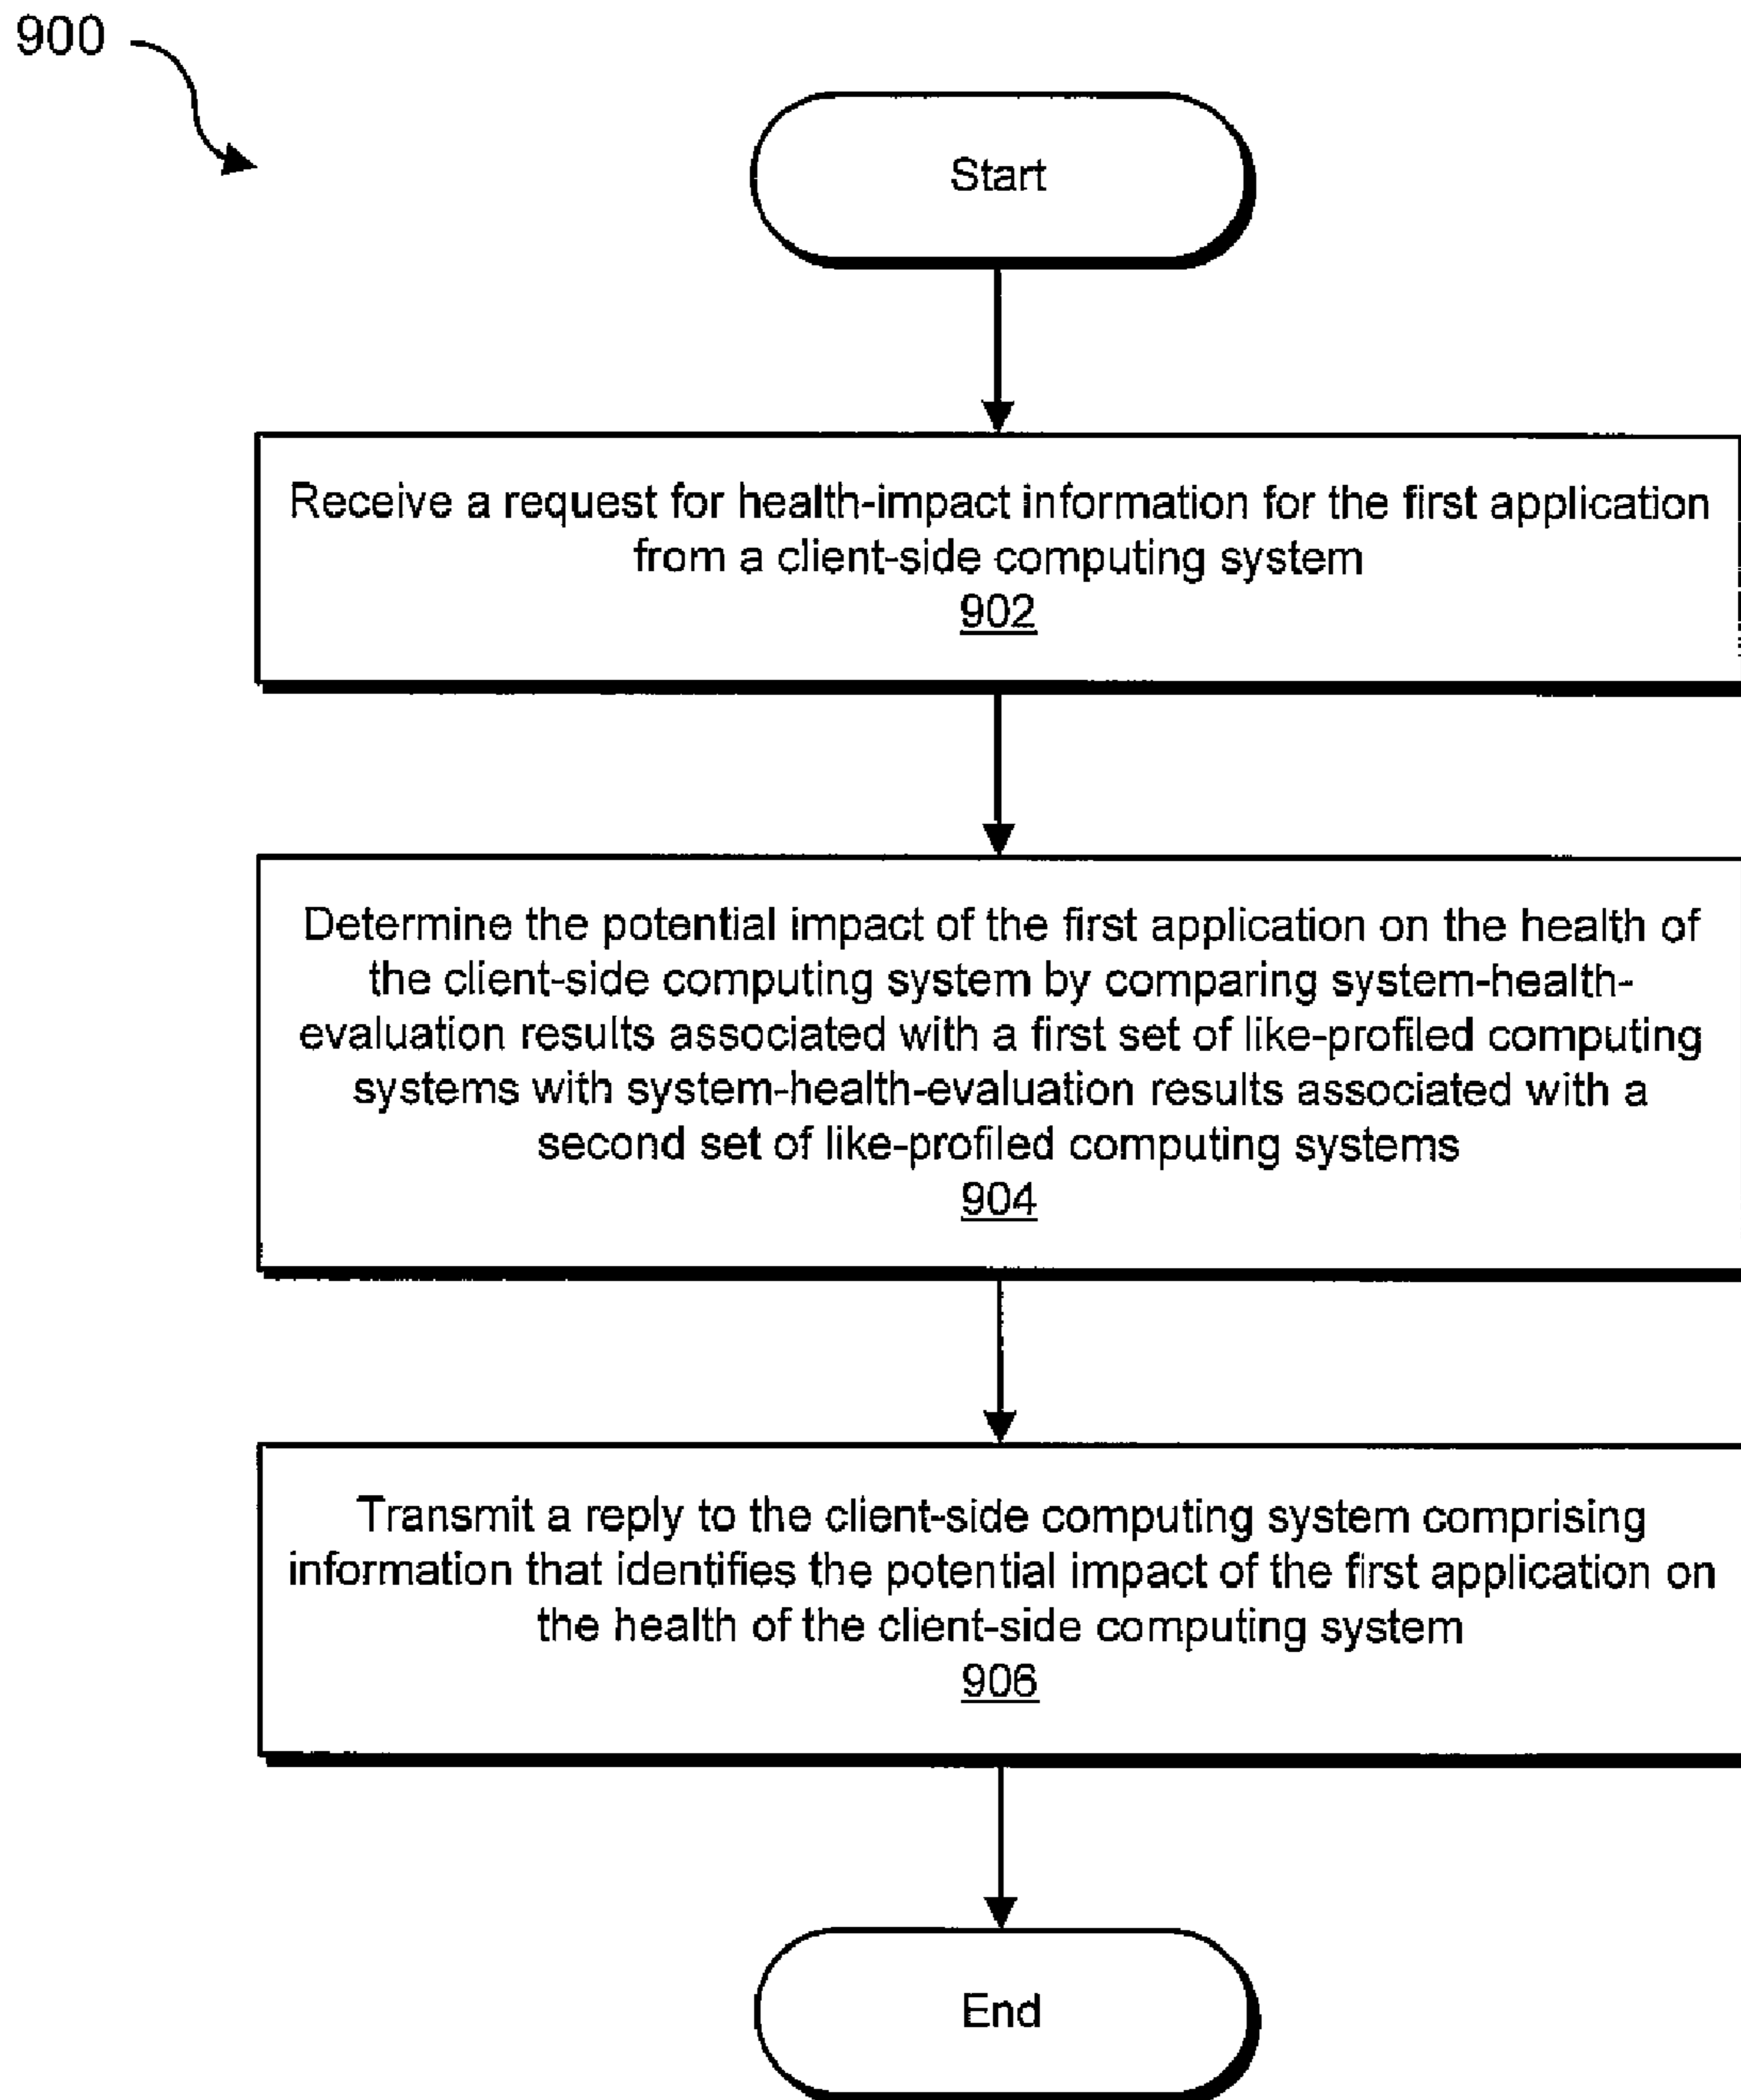 900
Start
Receive a request for health-impact information for the first application
from a client-side computing system
902
Determine the potential impact of the first application on the health of
the client-side computing system by comparing system-health-
evaluation results associated with a first set of like-profiled computing
systems with system-health-evaluation results associated with a
second set of like-profiled computing systems
904
Transmit a reply to the client-side computing system comprising
information that identifies the potential impact of the first application on
the health of the client-side computing system
906
End